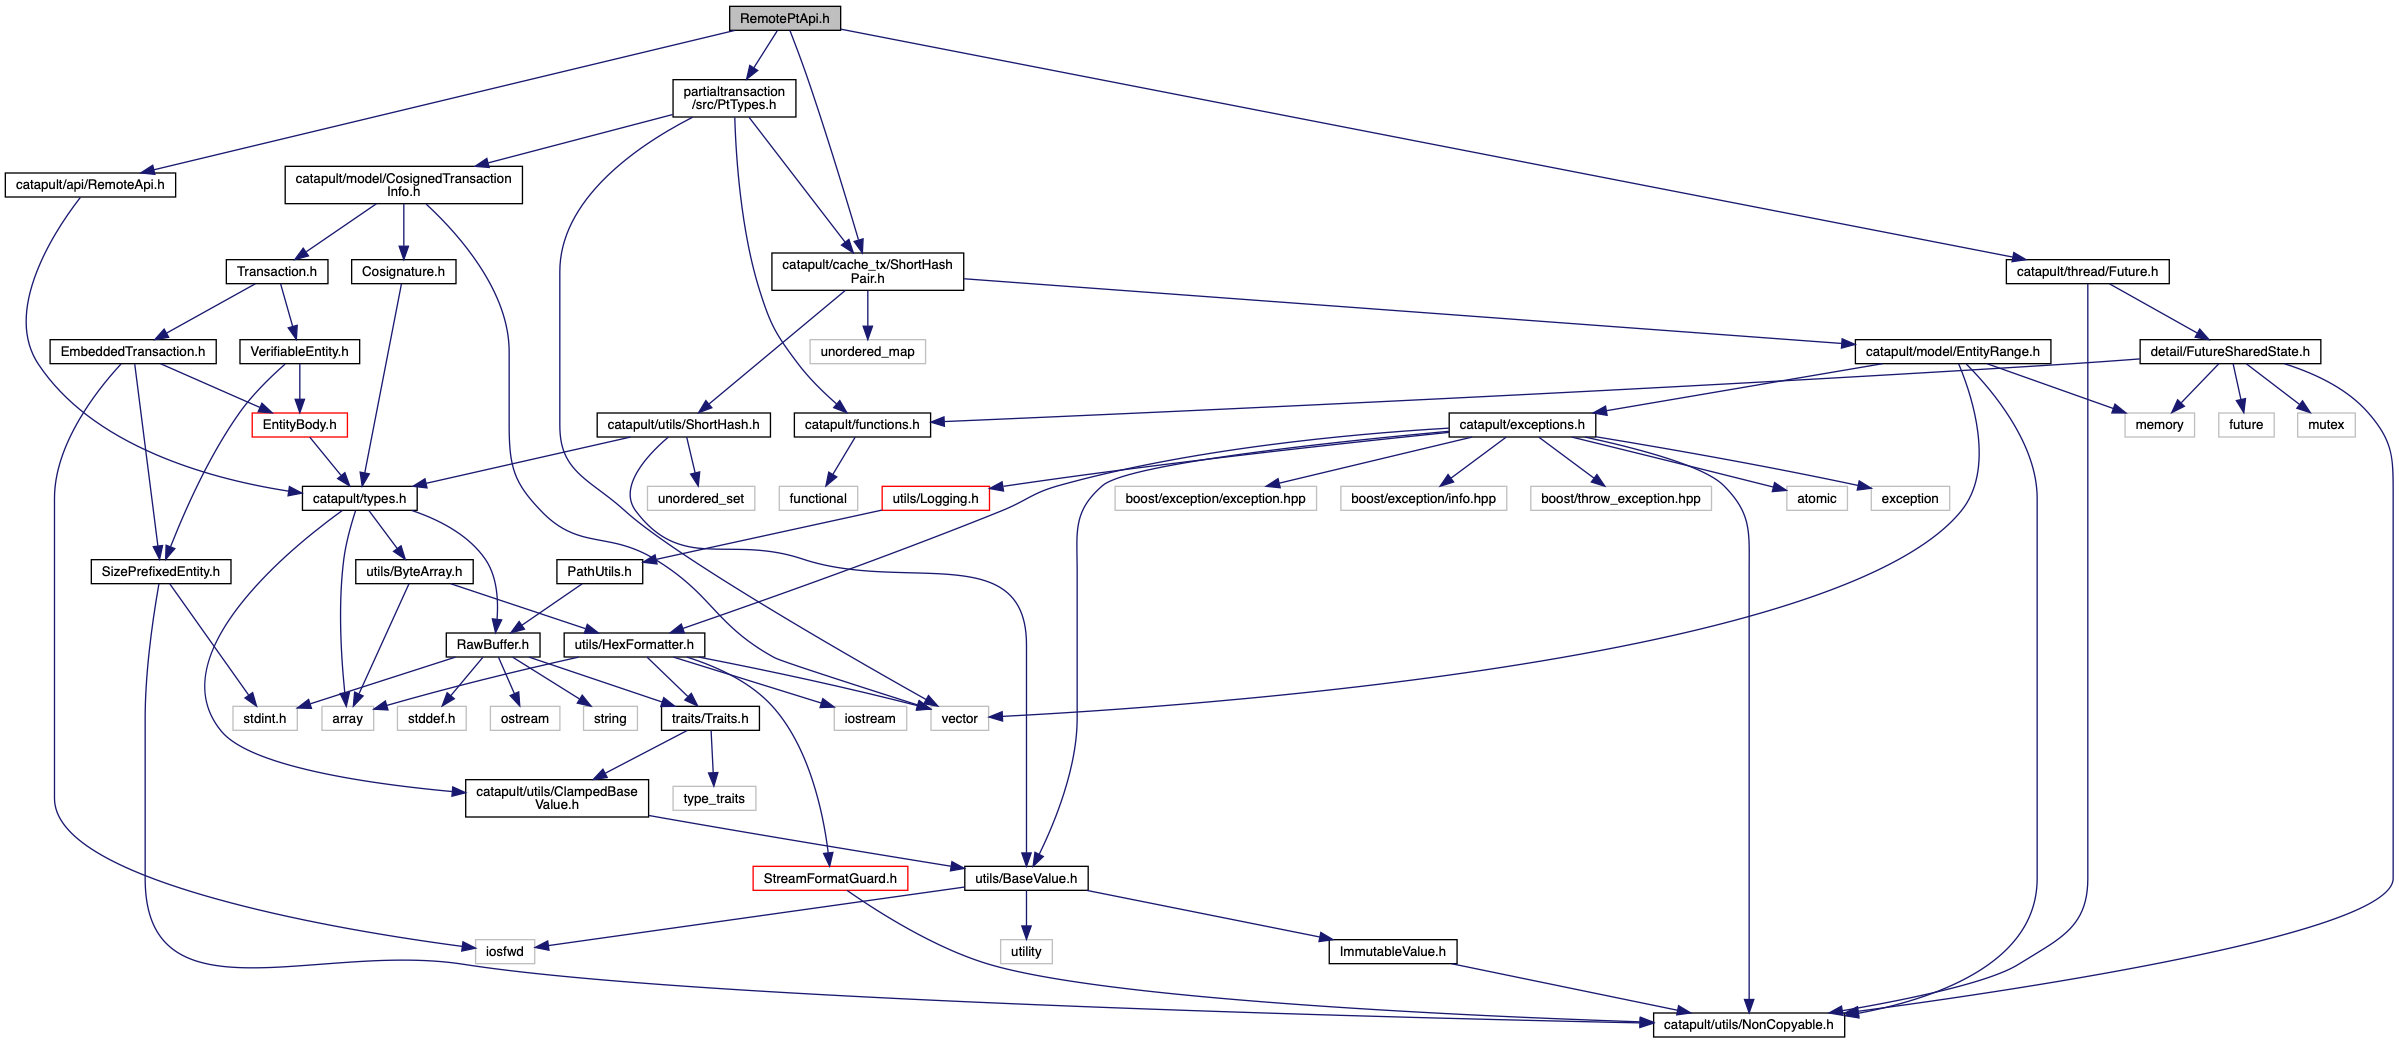 RemotePtApi.h
partialtransaction
/src/PtTypes.h
catapult/api/RemoteApi.h
catapult/model/CosignedTransaction
Info.h
catapult/cache_tx/ShortHash
Pair.h
Transaction.h
Cosignature.h
catapult/thread/Future.h
EmbeddedTransaction.h
VerifiableEntity.h
unordered_map
catapult/model/EntityRange.h
detail/FutureSharedState.h
EntityBody.h
catapult/utils/ShortHash.h
catapult/functions.h
catapult/exceptions.h
memory
future
mutex
catapult/types.h
unordered_set
functional
utils/Logging.h
boost/exception/exception.hpp
boost/exception/info.hpp
boost/throw_exception.hpp
atomic
exception
SizePrefixedEntity.h
utils/ByteArray.h
PathUtils.h
RawBuffer.h
utils/HexFormatter.h
stdint.h
array
stddef.h
ostream
string
traits/Traits.h
iostream
vector
catapult/utils/ClampedBase
Value.h
type_traits
StreamFormatGuard.h
utils/BaseValue.h
iosfwd
utility
ImmutableValue.h
catapult/utils/NonCopyable.h